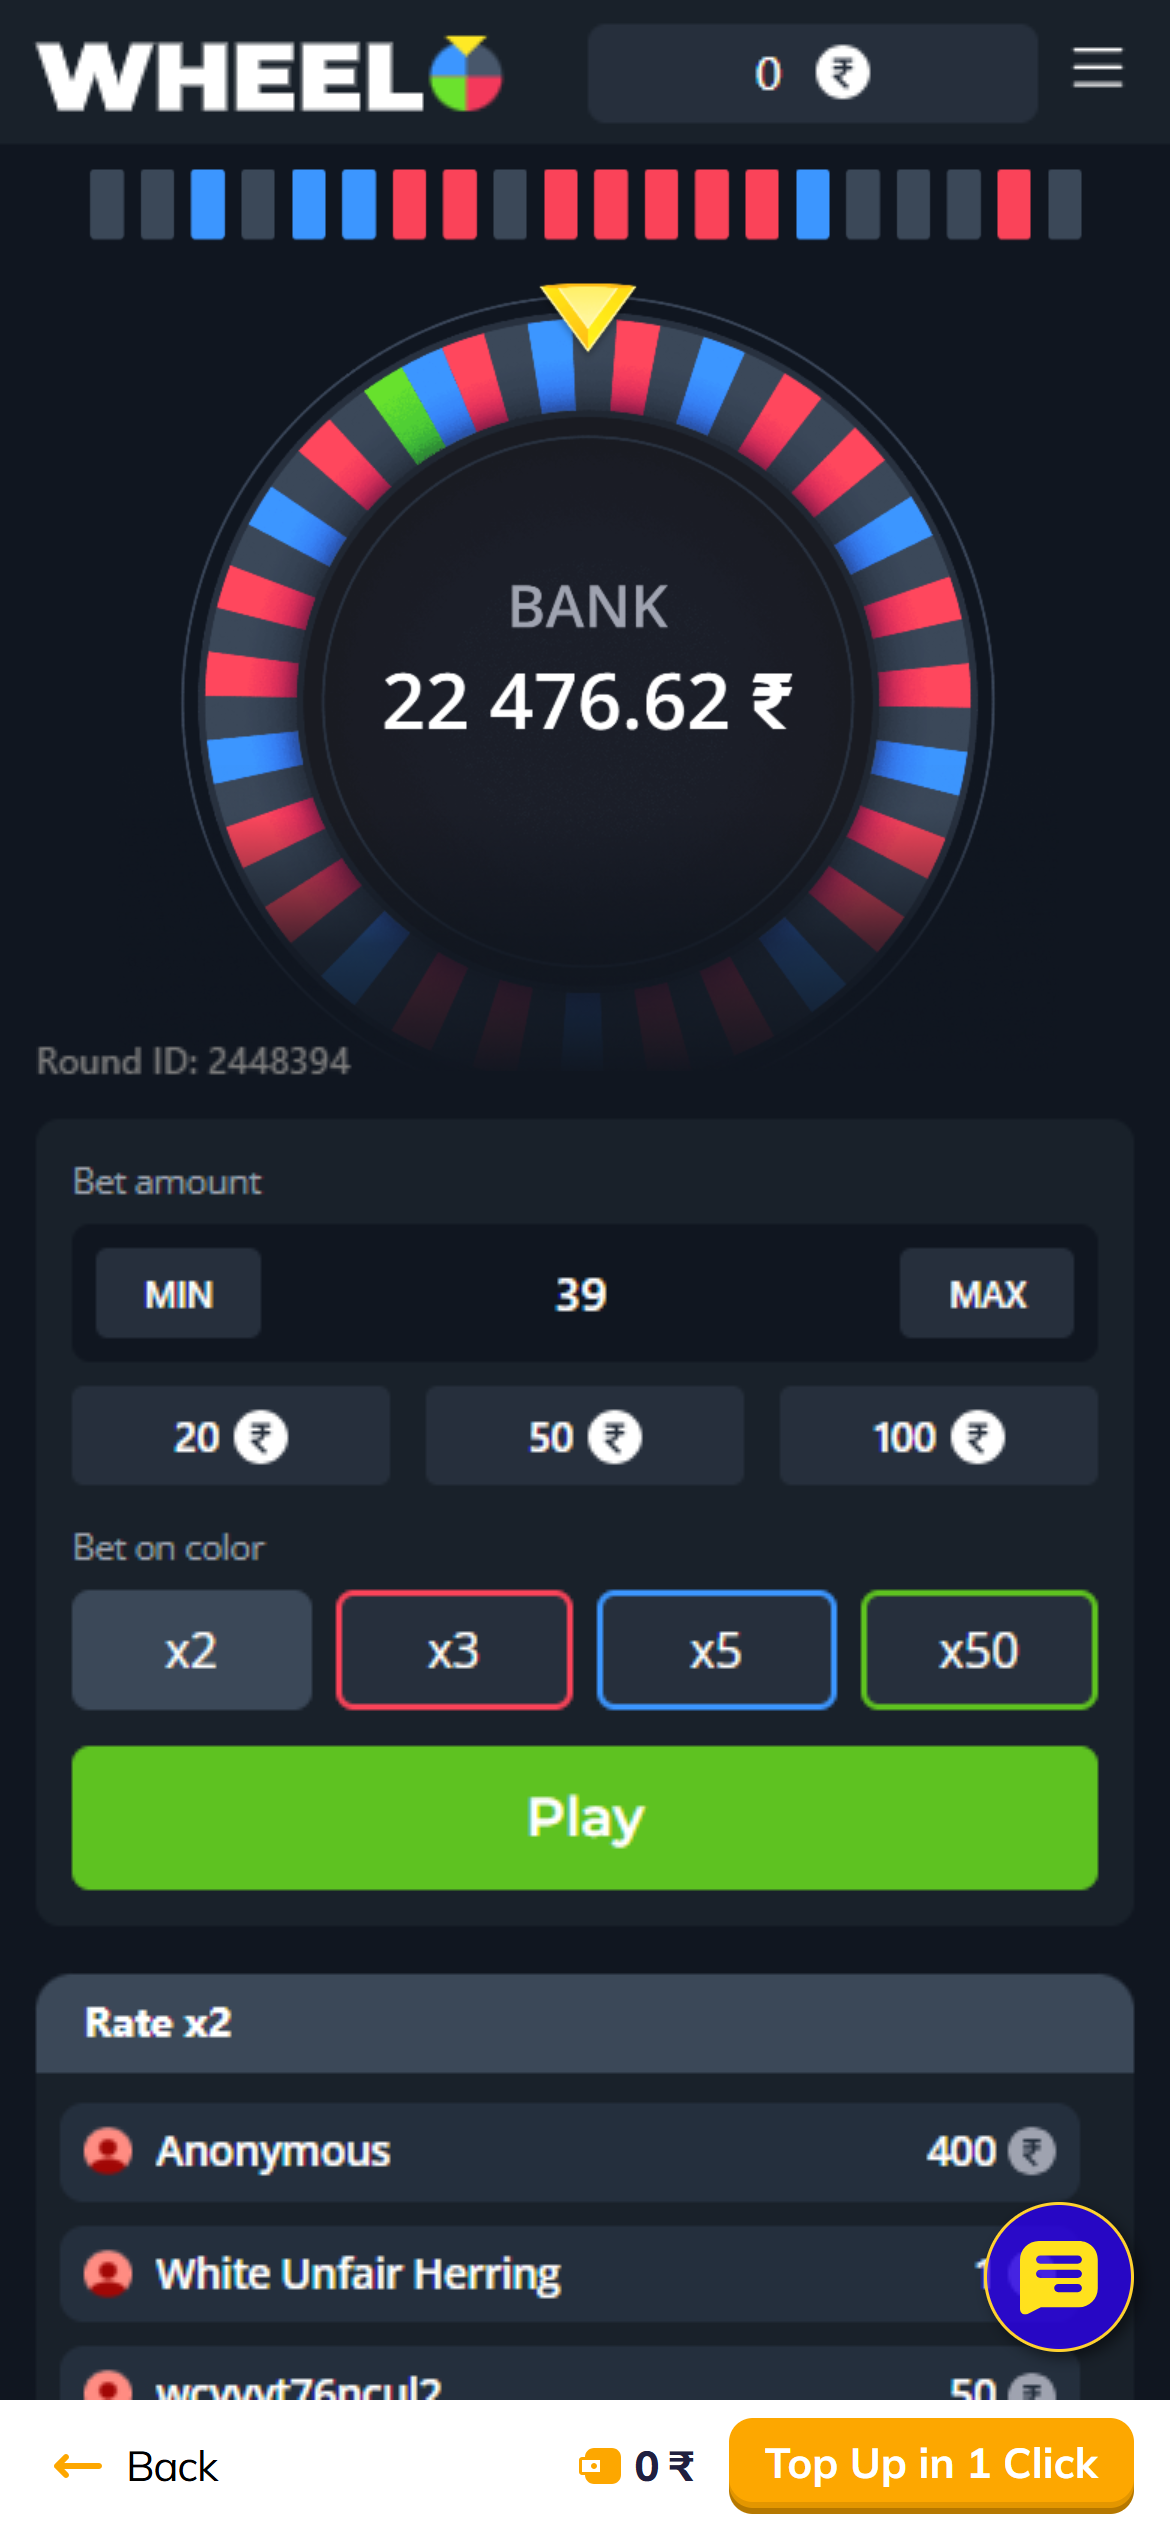 WHEEL
0 ₹
BANK
22 476.62 ₹
Round ID: 2448394
Bet amount
MIN 39 MAX
20 ₹ 50 ₹ 100 ₹
Bet on color
x2 x3 x5 x50
Play
Rate x2
Anonymous 400 ₹
White Unfair Herring
50 ₹
Back 0 ₹ Top Up in 1 Click